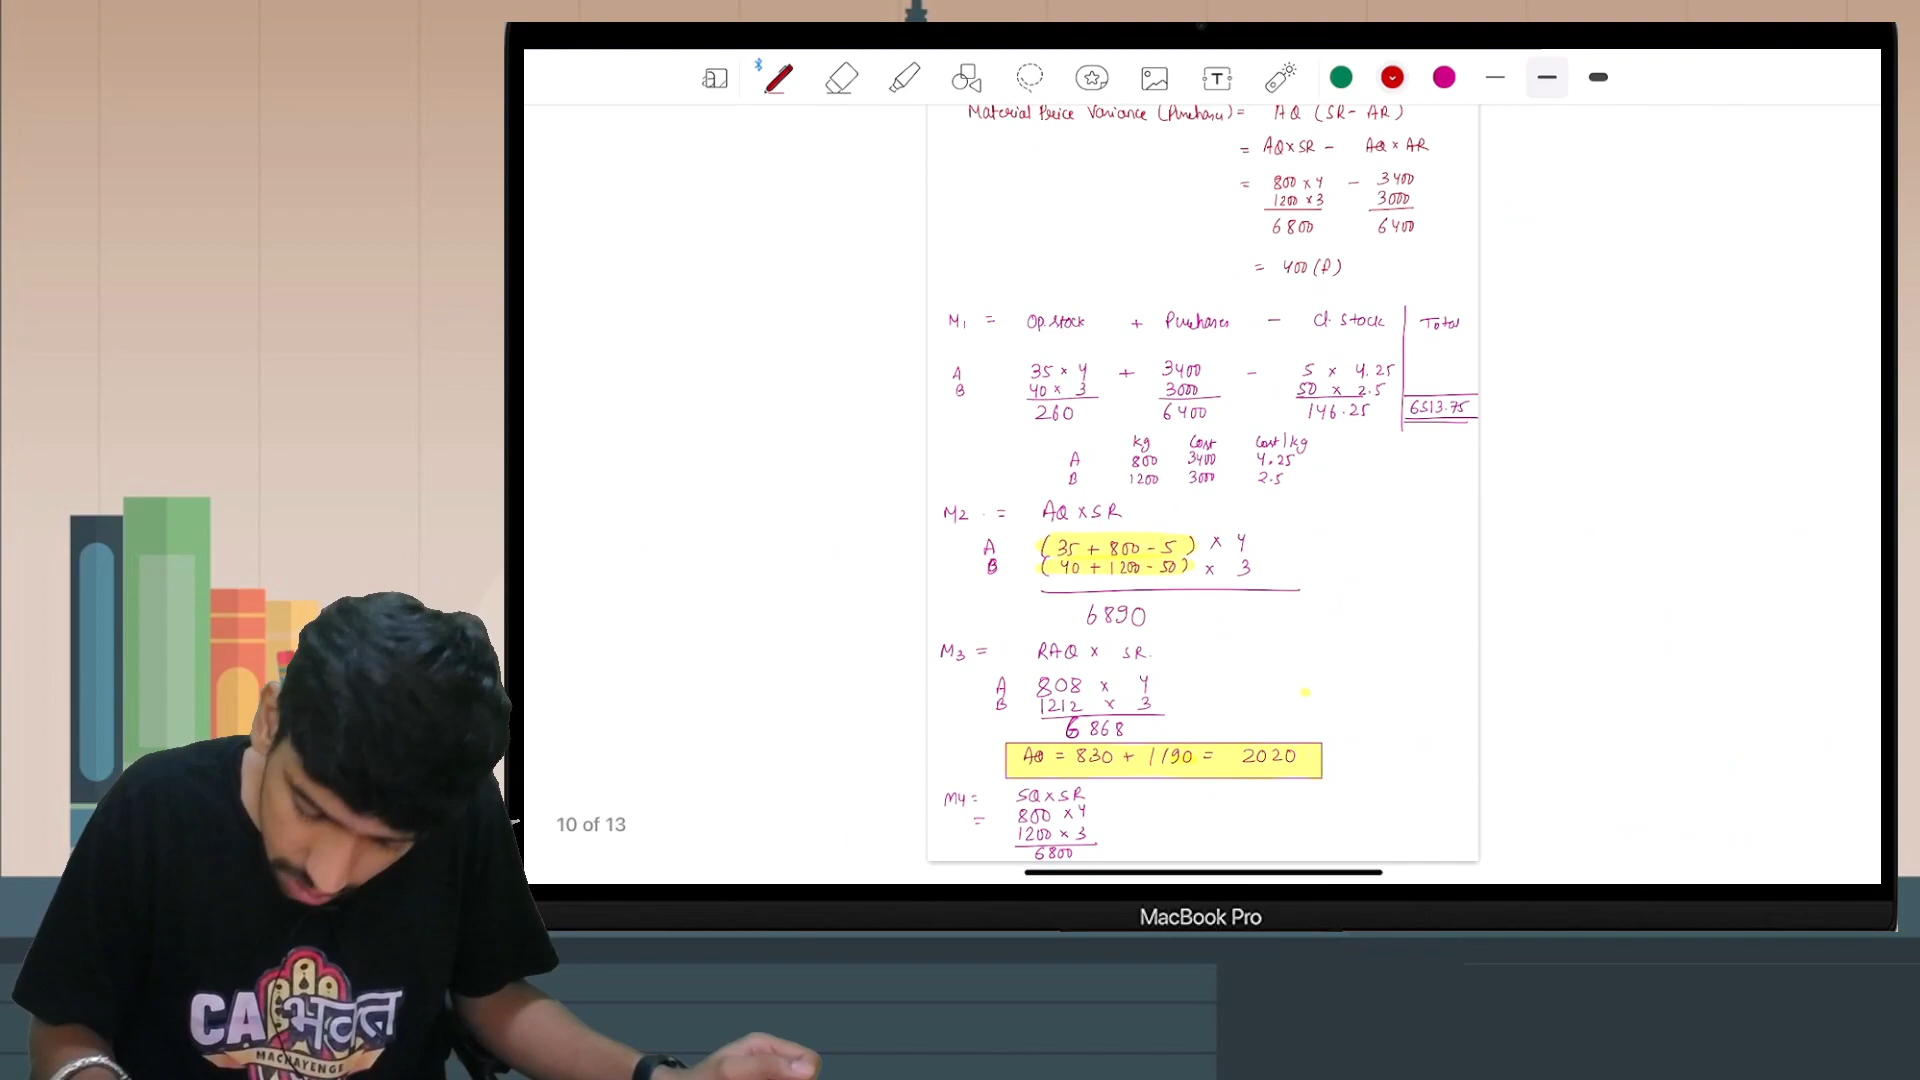 Material Price Variance (Purchase) = AQ (SR - AR)
= AQ x SR - AQ x AR
= 800 x 4 - 3400
1200 x 3 3000
6800 6400
= 400 (F)
M1 = Op. Stock + Purchases - Cl. Stock Total
A 35 x 4 + 3400 - 5 x 4.25
B 40 x 3 3000 50 x 2.5
260 6400 146.25 6513.75
kg Cost Cost/kg
A 800 3400 4.25
B 1200 3000 2.5
M2 = AQ x SR
A (35 + 800 - 5) x 4
B (40 + 1200 - 50) x 3
6890
M3 = RAQ x SR.
A 808 x 4
B 1212 x 3
6868
AQ = 830 + 1190 = 2020
M4 = SQ x SR
= 800 x 4
1200 x 3
6800
10 of 13
MacBook Pro
CA भक्त
MACHAYENGE